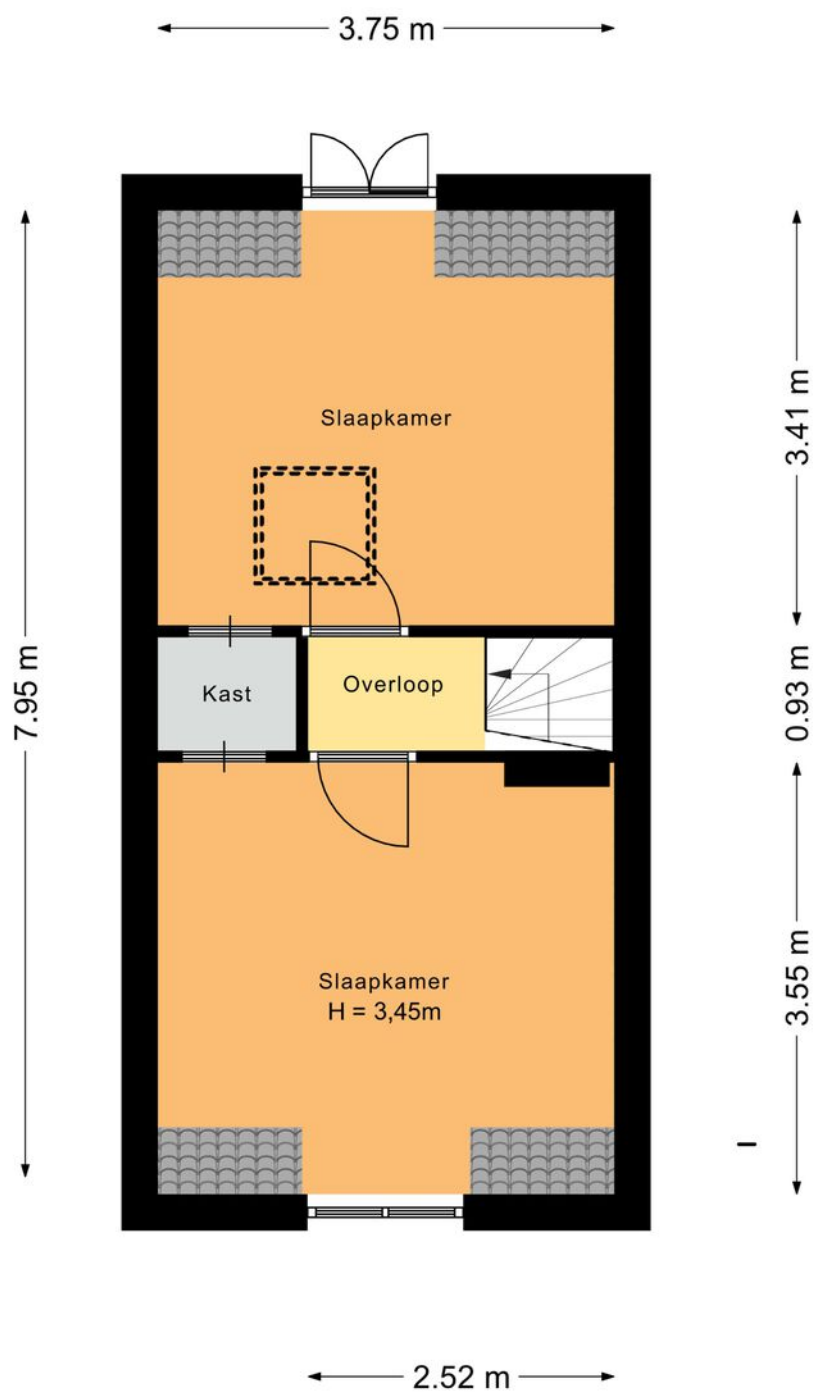 3.75 m
Slaapkamer
3.41 m
7.95 m
Kast
Overloop
0.93 m
Slaapkamer
H = 3,45m
3.55 m
2.52 m